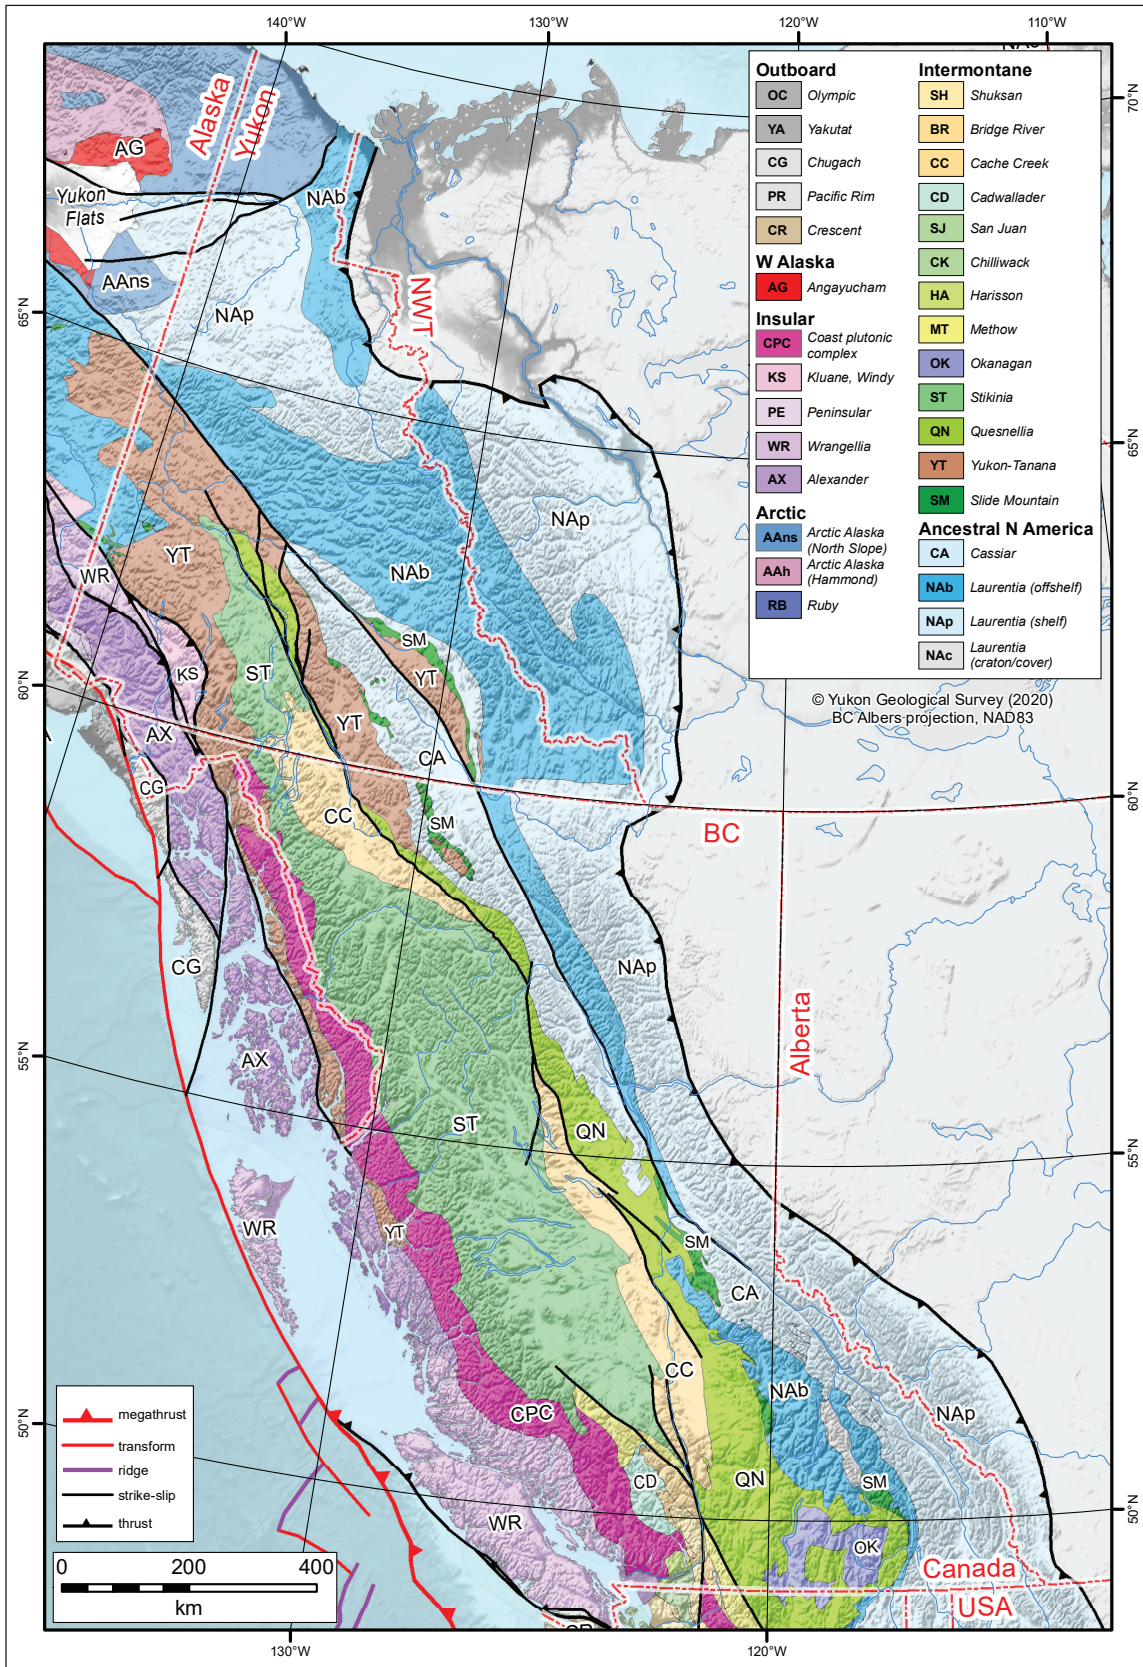 140°W
130°W
120°W
110°W
70°N
65°N
60°N
55°N
50°N
65°N
60°N
55°N
50°N
130°W
120°W
Outboard
OC Olympic
YA Yakutat
CG Chugach
PR Pacific Rim
CR Crescent
W Alaska
AG Angayucham
Insular
CPC Coast plutonic
complex
KS Kluane, Windy
PE Peninsular
WR Wrangellia
AX Alexander
Arctic
AAns Arctic Alaska
(North Slope)
AAh Arctic Alaska
(Hammond)
RB Ruby
Intermontane
SH Shuksan
BR Bridge River
CC Cache Creek
CD Cadwallader
SJ San Juan
CK Chilliwack
HA Harisson
MT Methow
OK Okanagan
ST Stikinia
QN Quesnellia
YT Yukon-Tanana
SM Slide Mountain
Ancestral N America
CA Cassiar
NAb Laurentia (offshelf)
NAp Laurentia (shelf)
NAc Laurentia
(craton/cover)
© Yukon Geological Survey (2020)
BC Albers projection, NAD83
Alaska
Yukon
AG
Yukon
Flats
AAns
NAb
NAp
NWT
NAp
NAb
YT
WR
SM
YT
KS
ST
YT
CA
AX
CG
CC
SM
BC
CG
NAp
Alberta
AX
ST
QN
WR
YT
SM
CA
CC
NAb
NAp
CPC
CD
QN
SM
WR
OK
Canada
USA
megathrust
transform
ridge
strike-slip
thrust
0 200 400
km